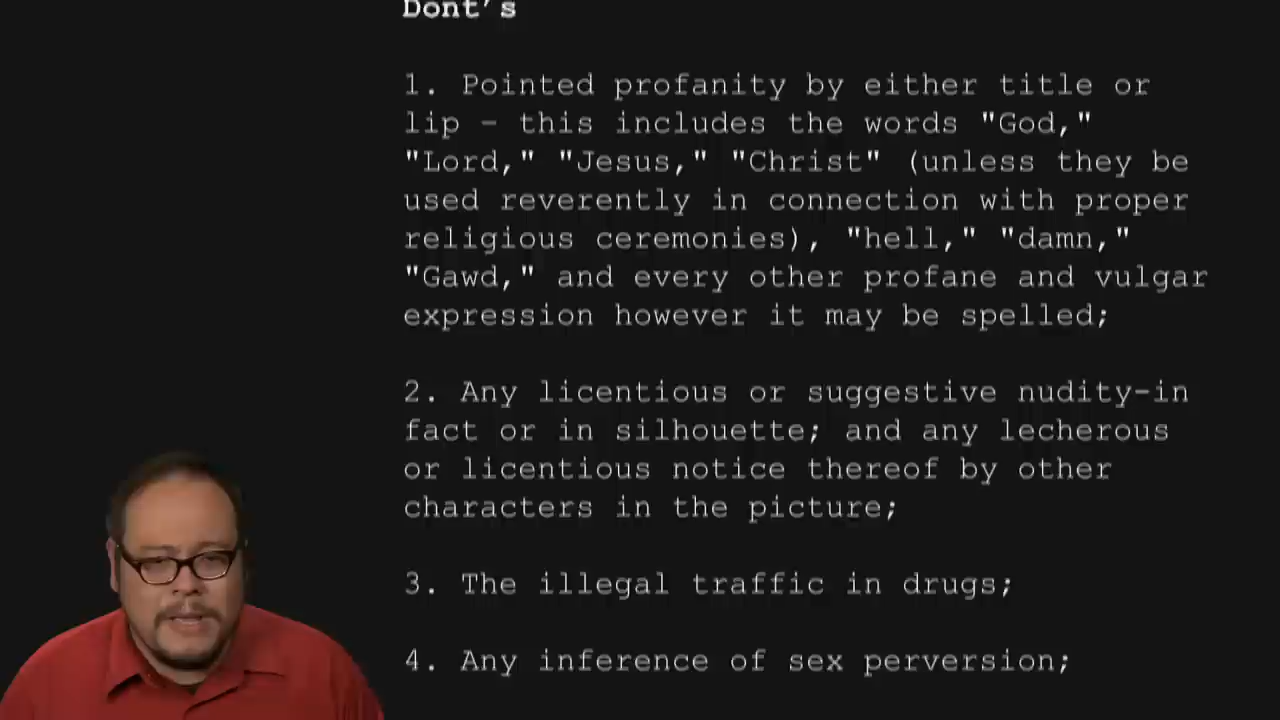 Dont's
1. Pointed profanity by either title or
lip - this includes the words "God,"
"Lord," "Jesus," "Christ" (unless they be
used reverently in connection with proper
religious ceremonies), "hell," "damn,"
"Gawd," and every other profane and vulgar
expression however it may be spelled;
2. Any licentious or suggestive nudity-in
fact or in silhouette; and any lecherous
or licentious notice thereof by other
characters in the picture;
3. The illegal traffic in drugs;
4. Any inference of sex perversion;